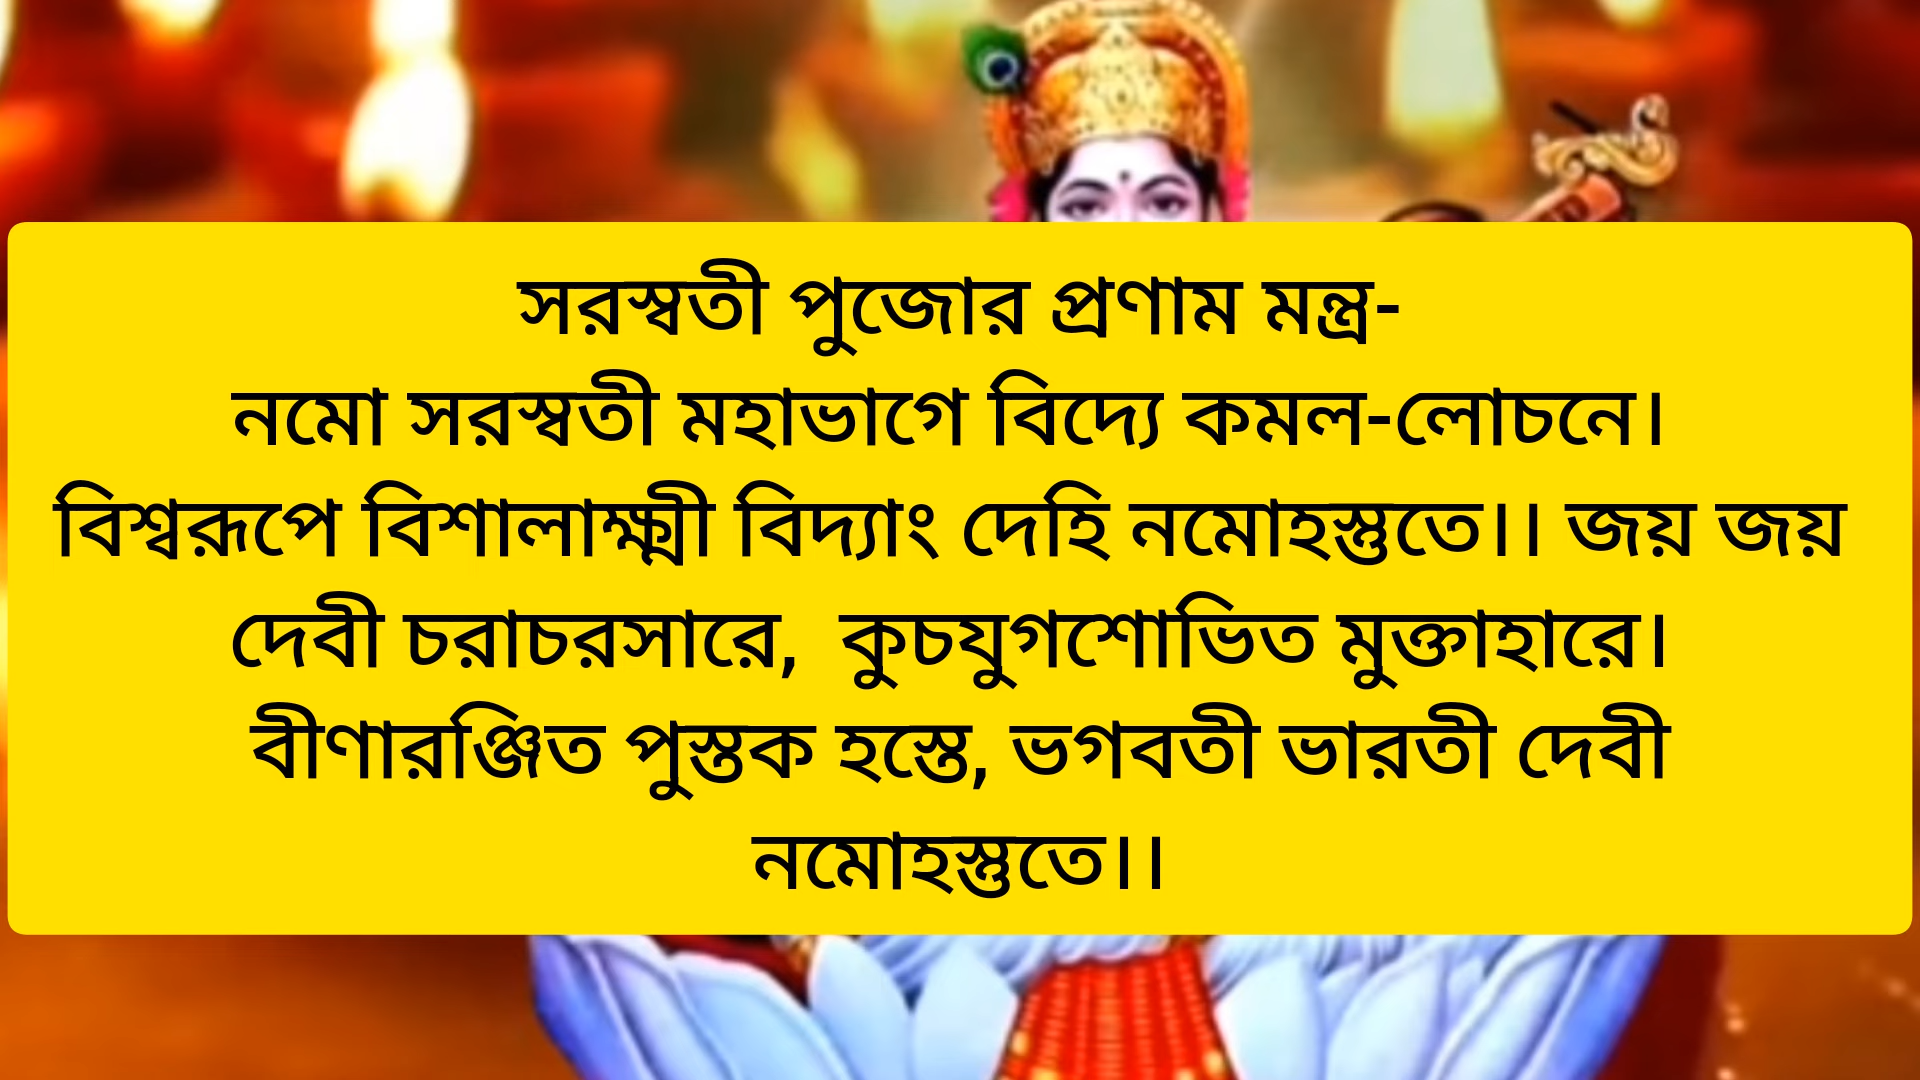 সরস্বতী পুজোর প্রণাম মন্ত্র-
নমো সরস্বতী মহাভাগে বিদ্যে কমল-লোচনে।
বিশ্বরূপে বিশালাক্ষ্মী বিদ্যাং দেহি নমোহস্তুতে।। জয় জয়
দেবী চরাচরসারে, কুচযুগশোভিত মুক্তাহারে।
বীণারঞ্জিত পুস্তক হস্তে, ভগবতী ভারতী দেবী
নমোহস্তুতে।।